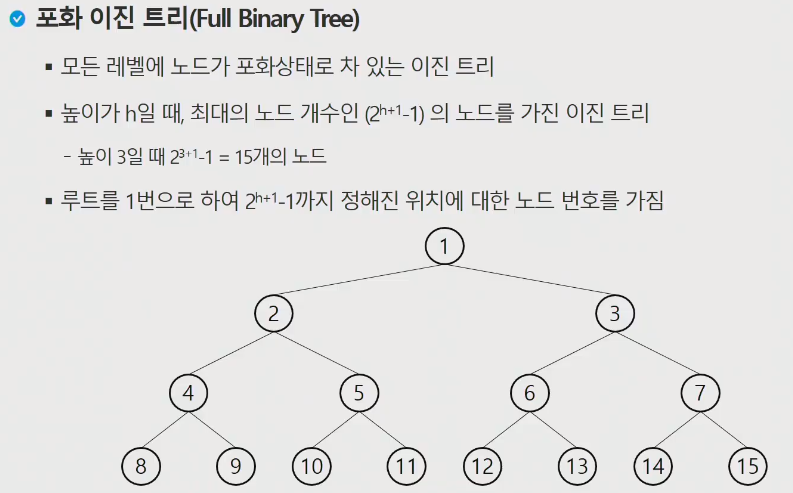 포화 이진 트리(Full Binary Tree)
▪ 모든 레벨에 노드가 포화상태로 차 있는 이진 트리
▪ 높이가 h일 때, 최대의 노드 개수인 (2ʰ⁺¹-1) 의 노드를 가진 이진 트리
- 높이 3일 때 2³⁺¹-1 = 15개의 노드
▪ 루트를 1번으로 하여 2ʰ⁺¹-1까지 정해진 위치에 대한 노드 번호를 가짐
1
2 3
4 5 6 7
8 9 10 11 12 13 14 15